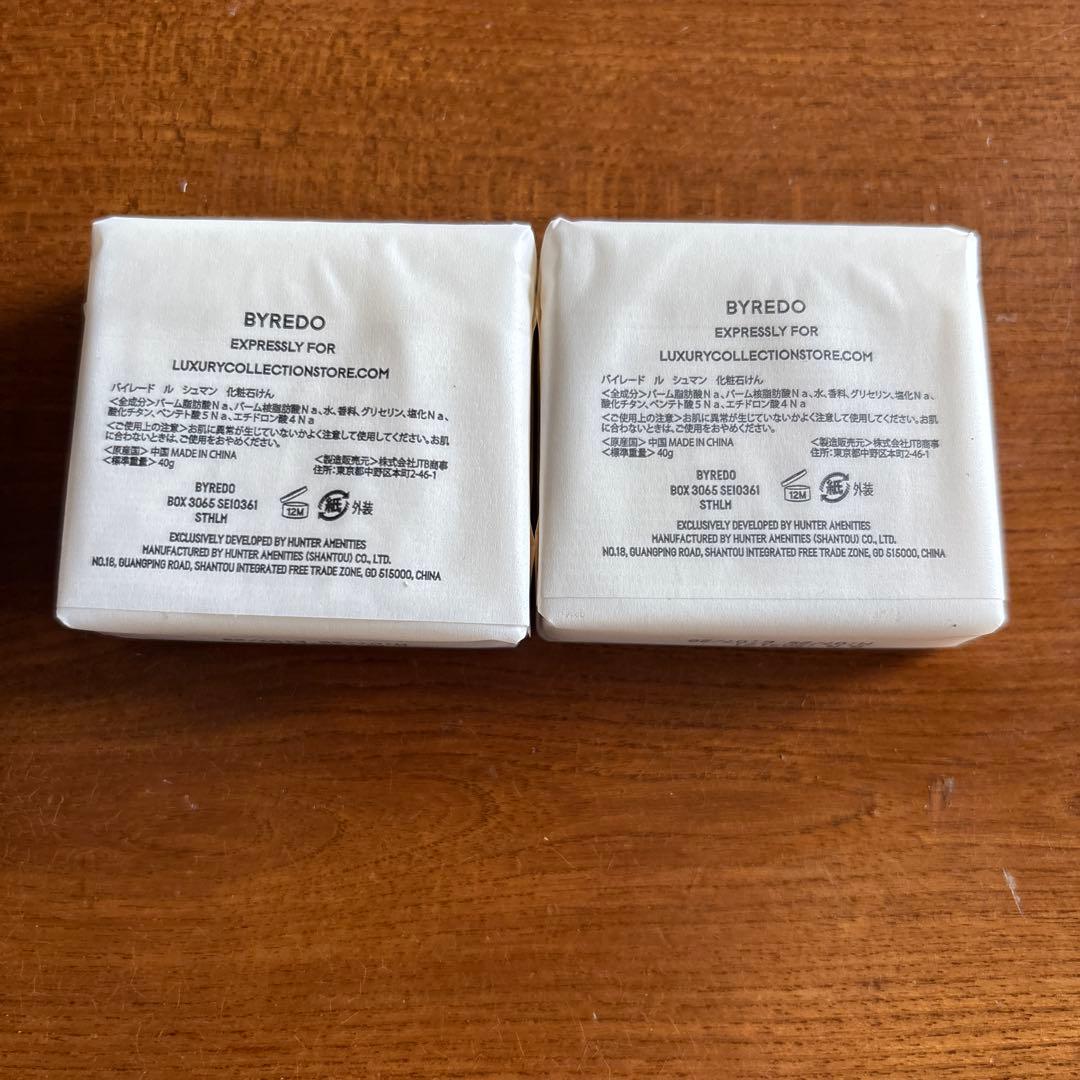 BYREDO
EXPRESSLY FOR
LUXURYCOLLECTIONSTORE.COM
バイレード ル シュマン 化粧石けん
<全成分>パーム脂肪酸Na、パーム核脂肪酸Na、水、香料、グリセリン、塩化Na、
酸化チタン、ペンテト酸5Na、エチドロン酸4Na
<ご使用上の注意>お肌に異常が生じていないかよく注意して使用してください。お肌
に合わないときは、ご使用をおやめください。
<原産国>中国 MADE IN CHINA
<標準重量>40g
<製造販売元>株式会社JTB商事
住所:東京都中野区本町2-46-1
BYREDO
BOX 3065 SE10361
STHLM
12M
紙 外装
EXCLUSIVELY DEVELOPED BY HUNTER AMENITIES
MANUFACTURED BY HUNTER AMENITIES (SHANTOU) CO., LTD.
NO.18, GUANGPING ROAD, SHANTOU INTEGRATED FREE TRADE ZONE, GD 515000, CHINA
BYREDO
EXPRESSLY FOR
LUXURYCOLLECTIONSTORE.COM
バイレード ル シュマン 化粧石けん
<全成分>パーム脂肪酸Na、パーム核脂肪酸Na、水、香料、グリセリン、塩化Na、
酸化チタン、ペンテト酸5Na、エチドロン酸4Na
<ご使用上の注意>お肌に異常が生じていないかよく注意して使用してください。お肌
に合わないときは、ご使用をおやめください。
<原産国>中国 MADE IN CHINA
<標準重量>40g
<製造販売元>株式会社JTB商事
住所:東京都中野区本町2-46-1
BYREDO
BOX 3065 SE10361
STHLM
12M
紙 外装
EXCLUSIVELY DEVELOPED BY HUNTER AMENITIES
MANUFACTURED BY HUNTER AMENITIES (SHANTOU) CO., LTD.
NO.18, GUANGPING ROAD, SHANTOU INTEGRATED FREE TRADE ZONE, GD 515000, CHINA